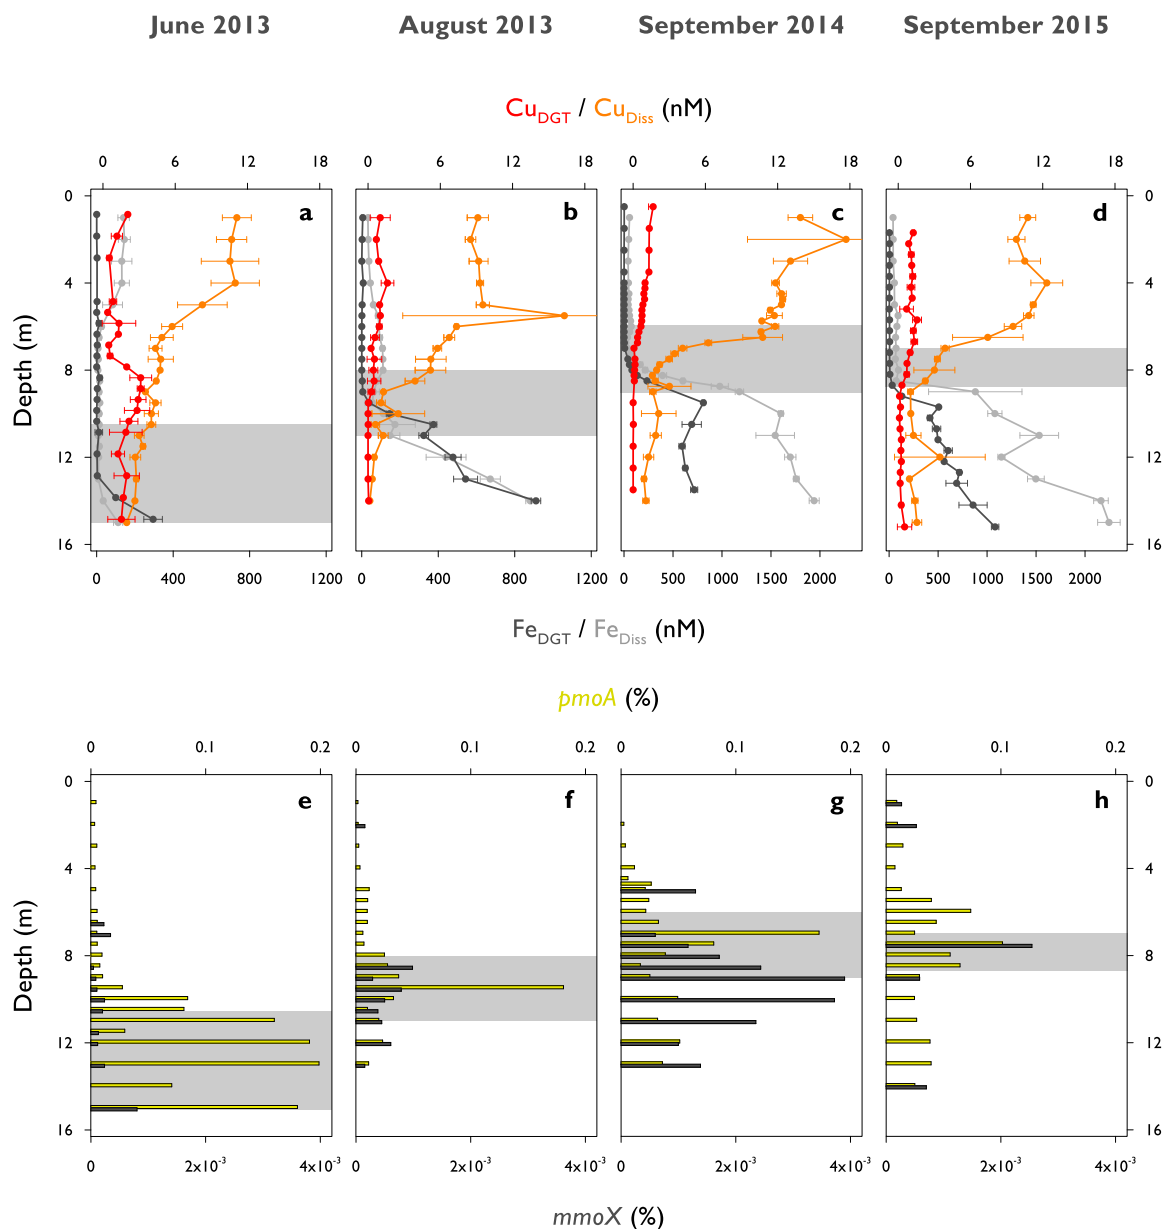 June 2013 August 2013 September 2014 September 2015
Cu_DGT / Cu_Diss (nM)
0 6 12 18 0 6 12 18 0 6 12 18 0 6 12 18
a b c d
Depth (m)
0 0
4 4
8 8
12 12
16 16
0 400 800 1200 0 400 800 1200 0 500 1000 1500 2000 0 500 1000 1500 2000
Fe_DGT / Fe_Diss (nM)
pmoA (%)
0 0.1 0.2 0 0.1 0.2 0 0.1 0.2 0 0.1 0.2
e f g h
Depth (m)
0 0
4 4
8 8
12 12
16 16
0 2x10⁻³ 4x10⁻³ 0 2x10⁻³ 4x10⁻³ 0 2x10⁻³ 4x10⁻³ 0 2x10⁻³ 4x10⁻³
mmoX (%)